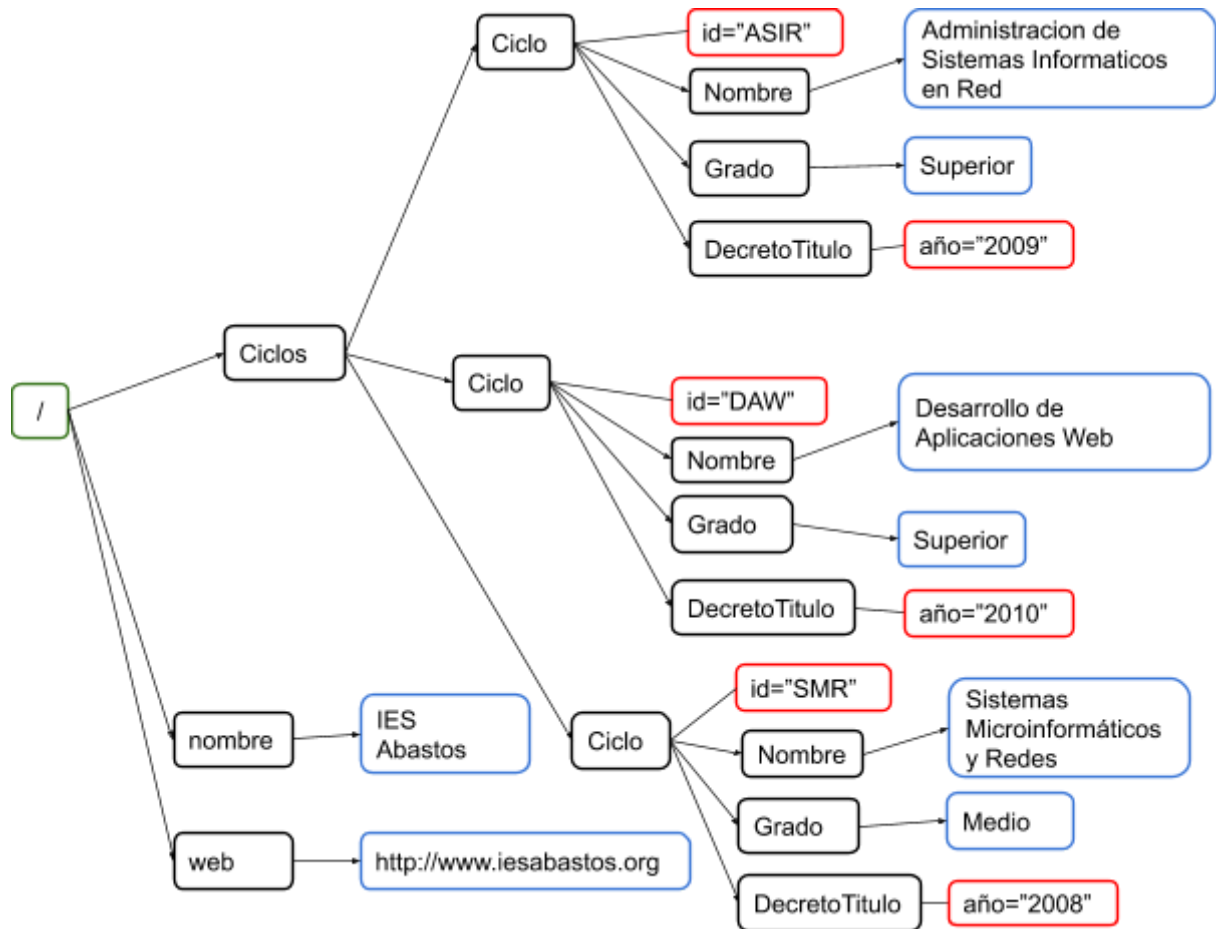 Ciclo
id="ASIR"
Administracion de
Sistemas Informaticos
en Red
Nombre
Grado
Superior
DecretoTitulo
año="2009"
Ciclos
/
Ciclo
id="DAW"
Desarrollo de
Aplicaciones Web
Nombre
Grado
Superior
DecretoTitulo
año="2010"
nombre
IES
Abastos
web
http://www.iesabastos.org
Ciclo
id="SMR"
Sistemas
Microinformáticos
y Redes
Nombre
Grado
Medio
DecretoTitulo
año="2008"